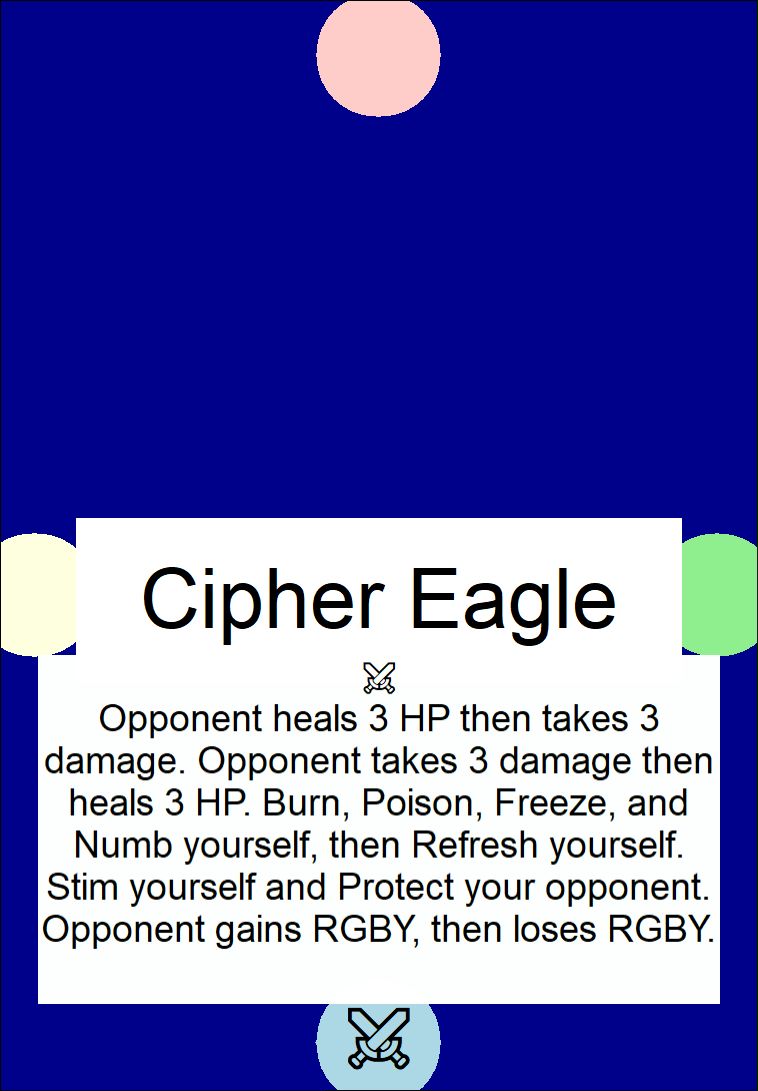 Cipher Eagle
Opponent heals 3 HP then takes 3
damage. Opponent takes 3 damage then
heals 3 HP. Burn, Poison, Freeze, and
Numb yourself, then Refresh yourself.
Stim yourself and Protect your opponent.
Opponent gains RGBY, then loses RGBY.